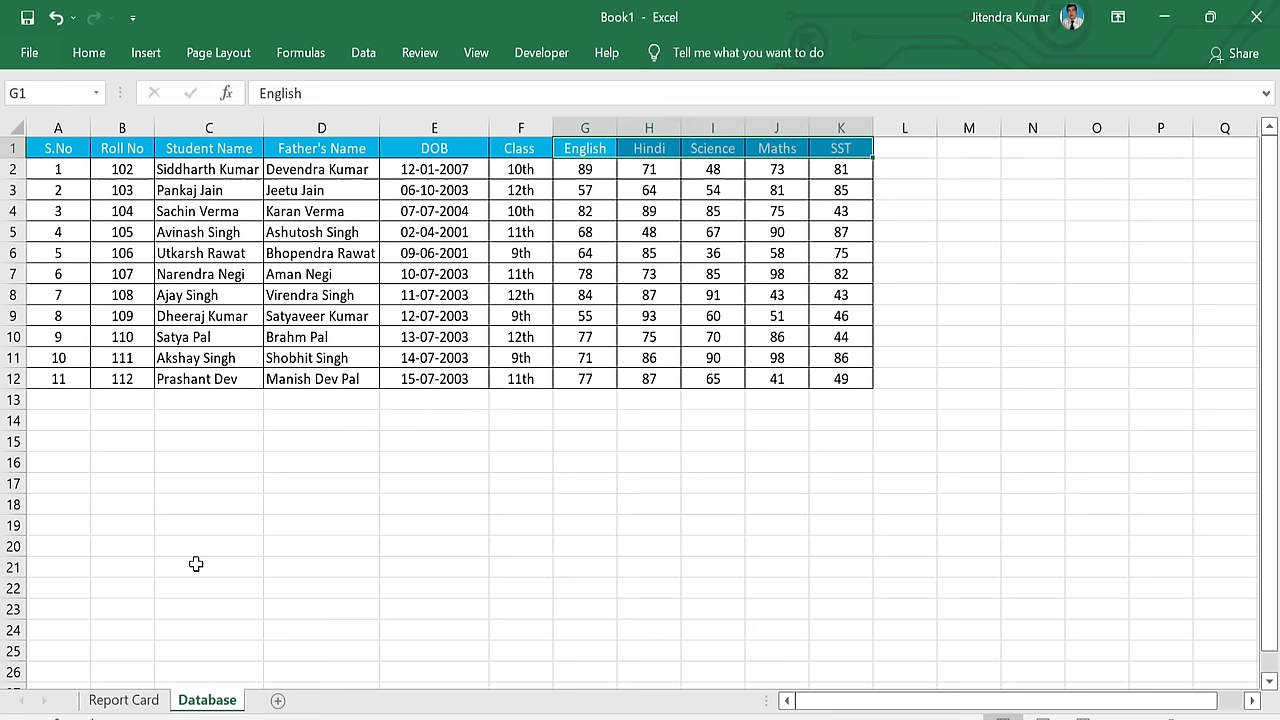 Book1 - Excel
Jitendra Kumar
File Home Insert Page Layout Formulas Data Review View Developer Help Tell me what you want to do Share
G1 fx English
A B C D E F G H I J K L M N O P Q
1 S.No Roll No Student Name Father's Name DOB Class English Hindi Science Maths SST
2 1 102 Siddharth Kumar Devendra Kumar 12-01-2007 10th 89 71 48 73 81
3 2 103 Pankaj Jain Jeetu Jain 06-10-2003 12th 57 64 54 81 85
4 3 104 Sachin Verma Karan Verma 07-07-2004 10th 82 89 85 75 43
5 4 105 Avinash Singh Ashutosh Singh 02-04-2001 11th 68 48 67 90 87
6 5 106 Utkarsh Rawat Bhopendra Rawat 09-06-2001 9th 64 85 36 58 75
7 6 107 Narendra Negi Aman Negi 10-07-2003 11th 78 73 85 98 82
8 7 108 Ajay Singh Virendra Singh 11-07-2003 12th 84 87 91 43 43
9 8 109 Dheeraj Kumar Satyaveer Kumar 12-07-2003 9th 55 93 60 51 46
10 9 110 Satya Pal Brahm Pal 13-07-2003 12th 77 75 70 86 44
11 10 111 Akshay Singh Shobhit Singh 14-07-2003 9th 71 86 90 98 86
12 11 112 Prashant Dev Manish Dev Pal 15-07-2003 11th 77 87 65 41 49
13
14
15
16
17
18
19
20
21
22
23
24
25
26
Report Card Database